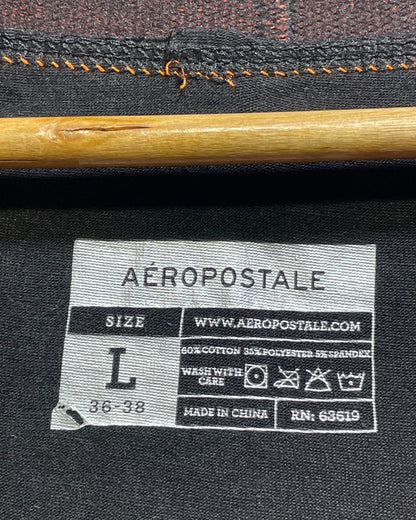 AÉROPOSTALE
SIZE
WWW.AEROPOSTALE.COM
L
60%COTTON 35%POLYESTER 5%SPANDEX
WASH WITH
CARE
36-38
MADE IN CHINA
RN: 63619